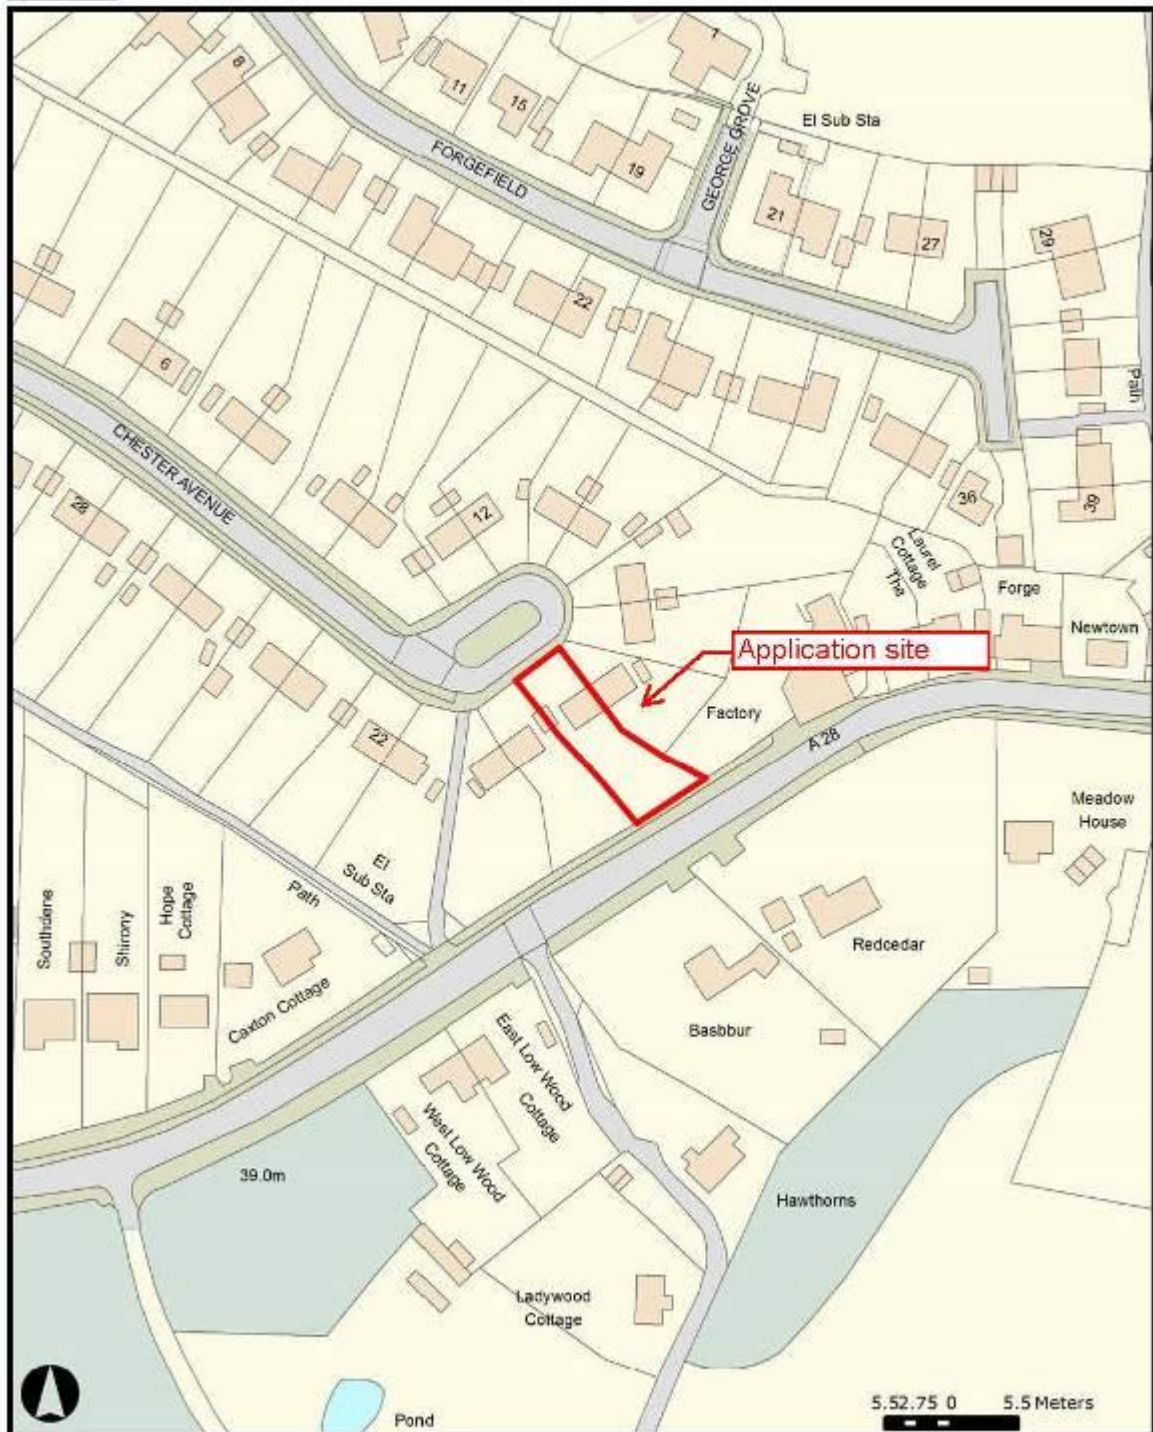 7
8
11
15
El Sub Sta
FORGEFIELD
19
GEORGE GROVE
21
27
29
22
6
Path
CHESTER AVENUE
28
12
36
39
Laurel
Cottage
The
Forge
Newtown
Application site
Factory
A 28
22
Meadow
House
El
Sub Sta
Path
Southdene
Shirony
Hope
Cottage
Redcedar
Caxton Cottage
Basbbur
East Low Wood
Cottage
West Low Wood
Cottage
39.0m
Hawthorns
Ladywood
Cottage
5.52.75 0 5.5 Meters
Pond